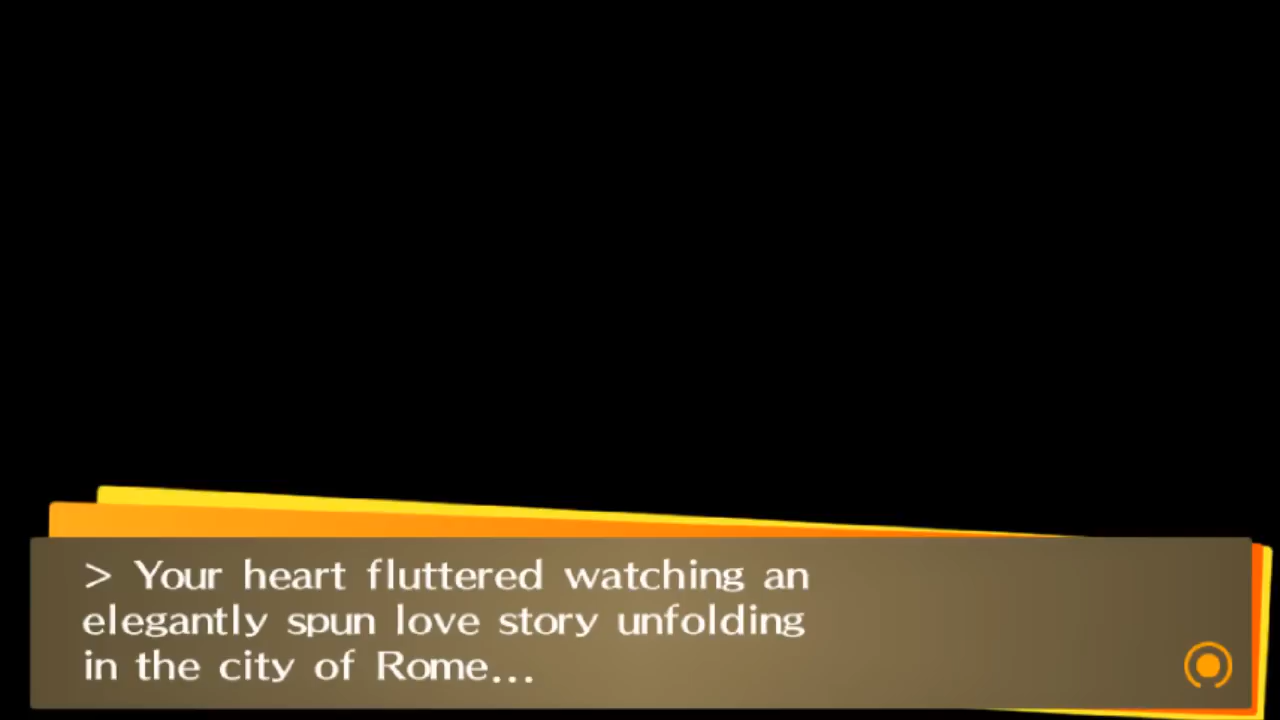 > Your heart fluttered watching an
elegantly spun love story unfolding
in the city of Rome...